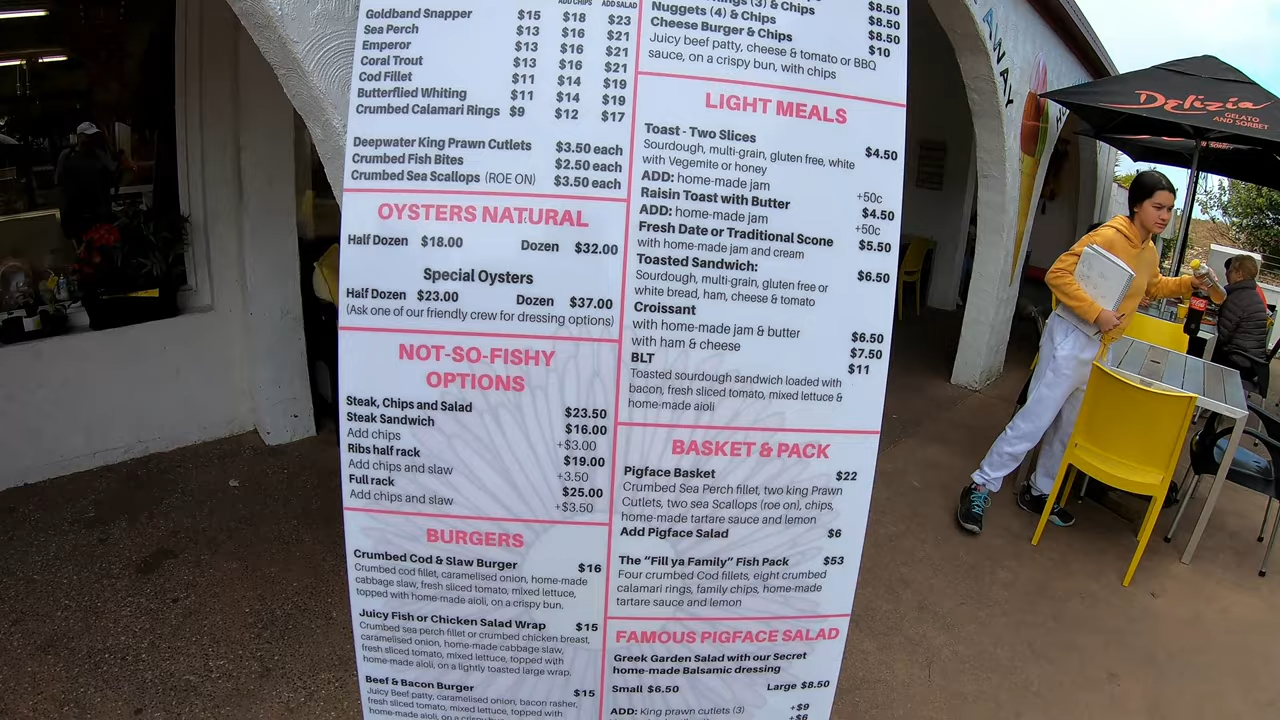 ADD CHIPS ADD SALAD
Goldband Snapper $15 $18 $23
Sea Perch $13 $16 $21
Emperor $13 $16 $21
Coral Trout $13 $16 $21
Cod Fillet $11 $14 $19
Butterflied Whiting $11 $14 $19
Crumbed Calamari Rings $9 $12 $17
Deepwater King Prawn Cutlets $3.50 each
Crumbed Fish Bites $2.50 each
Crumbed Sea Scallops (ROE ON) $3.50 each
OYSTERS NATURAL
Half Dozen $18.00 Dozen $32.00
Special Oysters
Half Dozen $23.00 Dozen $37.00
(Ask one of our friendly crew for dressing options)
NOT-SO-FISHY
OPTIONS
Steak, Chips and Salad $23.50
Steak Sandwich $16.00
Add chips +$3.00
Ribs half rack $19.00
Add chips and slaw +3.50
Full rack $25.00
Add chips and slaw +$3.50
BURGERS
Crumbed Cod & Slaw Burger $16
Crumbed cod fillet, caramelised onion, home-made
cabbage slaw, fresh sliced tomato, mixed lettuce,
topped with home-made aioli, on a crispy bun.
Juicy Fish or Chicken Salad Wrap $15
Crumbed sea perch fillet or crumbed chicken breast,
caramelised onion, home-made cabbage slaw,
fresh sliced tomato, mixed lettuce, topped with
home-made aioli, on a lightly toasted large wrap.
Beef & Bacon Burger $15
Juicy Beef patty, caramelised onion, bacon rasher,
fresh sliced tomato, mixed lettuce, topped with
home-made aioli, on a crispy bun.
(3) & Chips $8.50
Nuggets (4) & Chips $8.50
Cheese Burger & Chips $8.50
Juicy beef patty, cheese & tomato or BBQ $10
sauce, on a crispy bun, with chips
LIGHT MEALS
Toast - Two Slices $4.50
Sourdough, multi-grain, gluten free, white
with Vegemite or honey
ADD: home-made jam +50c
Raisin Toast with Butter $4.50
ADD: home-made jam +50c
Fresh Date or Traditional Scone $5.50
with home-made jam and cream
Toasted Sandwich: $6.50
Sourdough, multi-grain, gluten free or
white bread, ham, cheese & tomato
Croissant
with home-made jam & butter $6.50
with ham & cheese $7.50
BLT $11
Toasted sourdough sandwich loaded with
bacon, fresh sliced tomato, mixed lettuce &
home-made aioli
BASKET & PACK
Pigface Basket $22
Crumbed Sea Perch fillet, two king Prawn
Cutlets, two sea Scallops (roe on), chips,
home-made tartare sauce and lemon
Add Pigface Salad $6
The "Fill ya Family" Fish Pack $53
Four crumbed Cod fillets, eight crumbed
calamari rings, family chips, home-made
tartare sauce and lemon
FAMOUS PIGFACE SALAD
Greek Garden Salad with our Secret
home-made Balsamic dressing
Small $6.50 Large $8.50
ADD: King prawn cutlets (3) +$9
+$6
AWAY
Delizia
GELATO
AND SORBET